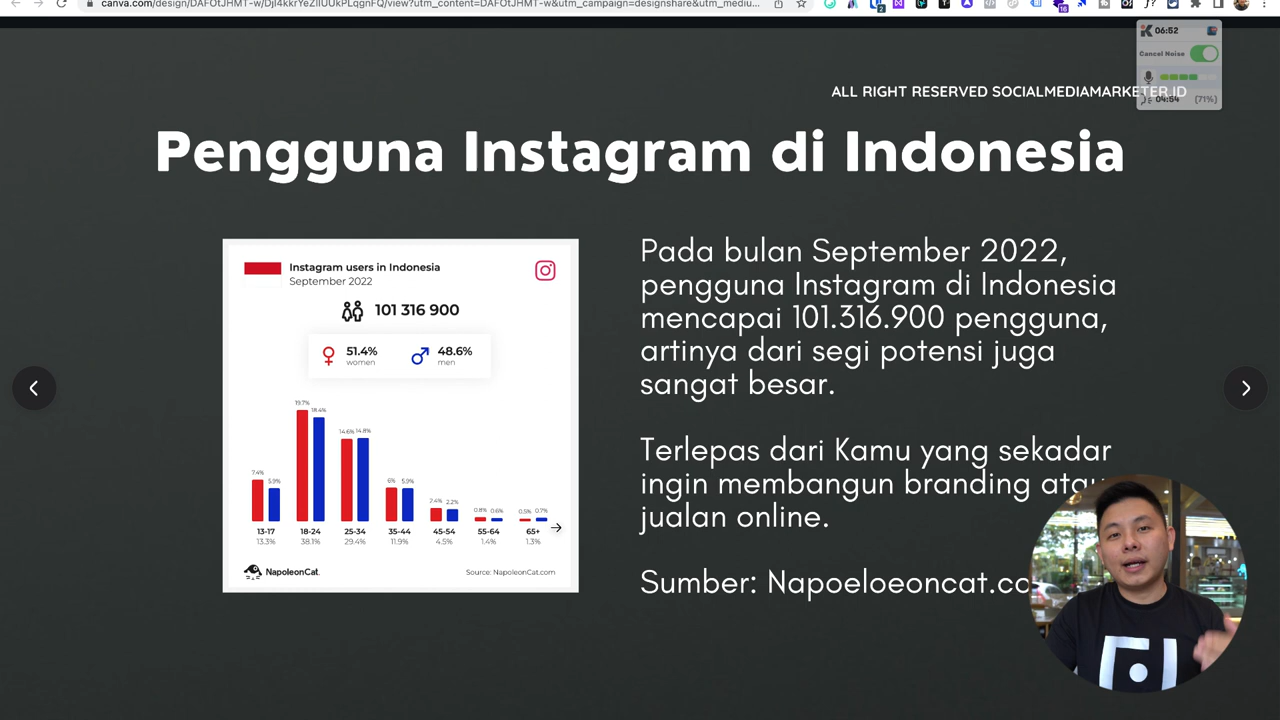 06:52
Cancel Noise
04:54 (71%)
ALL RIGHT RESERVED SOCIALMEDIAMARKETER.ID
Pengguna Instagram di Indonesia
Instagram users in Indonesia
September 2022
101 316 900
51.4% 48.6%
women men
19.7% 18.4%
14.6% 14.8%
7.4% 5.9% 6% 5.9%
2.4% 2.2% 0.8% 0.6% 0.5% 0.7%
13-17 18-24 25-34 35-44 45-54 55-64 65+
13.3% 38.1% 29.4% 11.9% 4.5% 1.4% 1.3%
NapoleonCat. Source: NapoleonCat.com
Pada bulan September 2022,
pengguna Instagram di Indonesia
mencapai 101.316.900 pengguna,
artinya dari segi potensi juga
sangat besar.
Terlepas dari Kamu yang sekadar
ingin membangun branding atau
jualan online.
Sumber: Napoeloeoncat.co